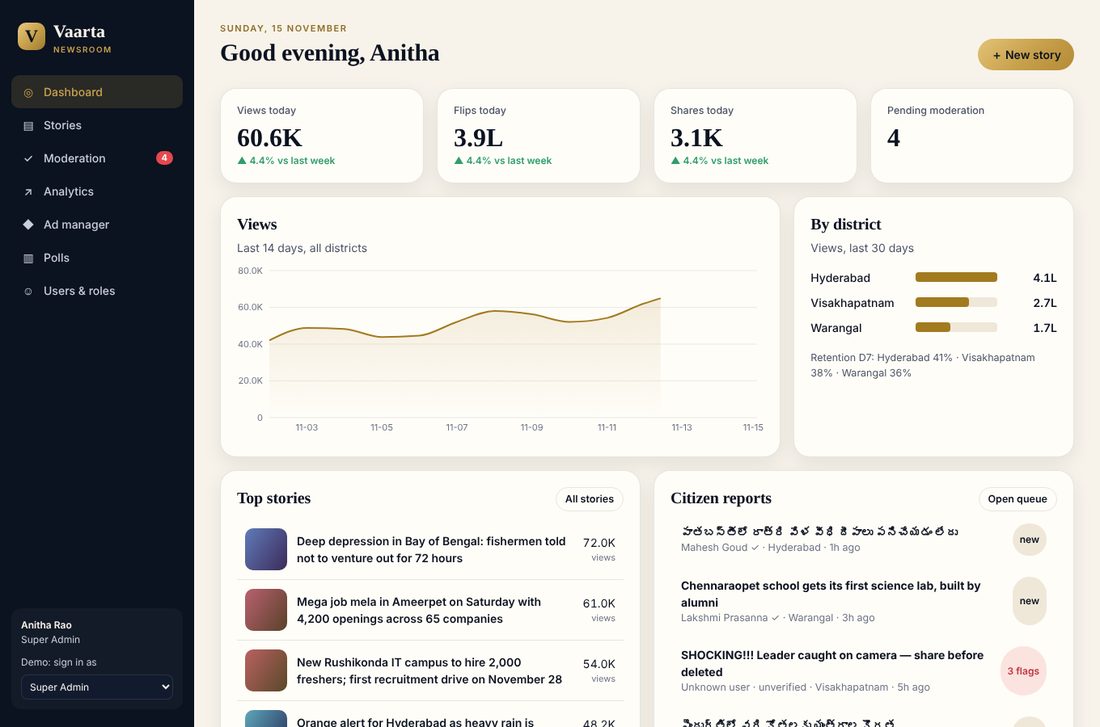 V
Vaarta
NEWSROOM
Dashboard
Stories
Moderation 4
Analytics
Ad manager
Polls
Users & roles
Anitha Rao
Super Admin
Demo: sign in as
Super Admin
SUNDAY, 15 NOVEMBER
Good evening, Anitha
+ New story
Views today
60.6K
▲ 4.4% vs last week
Flips today
3.9L
▲ 4.4% vs last week
Shares today
3.1K
▲ 4.4% vs last week
Pending moderation
4
Views
Last 14 days, all districts
80.0K
60.0K
40.0K
20.0K
0
11-03 11-05 11-07 11-09 11-11 11-13 11-15
By district
Views, last 30 days
Hyderabad 4.1L
Visakhapatnam 2.7L
Warangal 1.7L
Retention D7: Hyderabad 41% · Visakhapatnam
38% · Warangal 36%
Top stories
All stories
Deep depression in Bay of Bengal: fishermen told
not to venture out for 72 hours
72.0K
views
Mega job mela in Ameerpet on Saturday with
4,200 openings across 65 companies
61.0K
views
New Rushikonda IT campus to hire 2,000
freshers; first recruitment drive on November 28
54.0K
views
Orange alert for Hyderabad as heavy rain is
48.2K
Citizen reports
Open queue
పాతబస్తీలో రాత్రి వేళ వీధి దీపాలు పనిచేయడం లేదు
Mahesh Goud ✓ · Hyderabad · 1h ago
new
Chennaraopet school gets its first science lab, built by
alumni
Lakshmi Prasanna ✓ · Warangal · 3h ago
new
SHOCKING!!! Leader caught on camera — share before
deleted
Unknown user · unverified · Visakhapatnam · 5h ago
3 flags